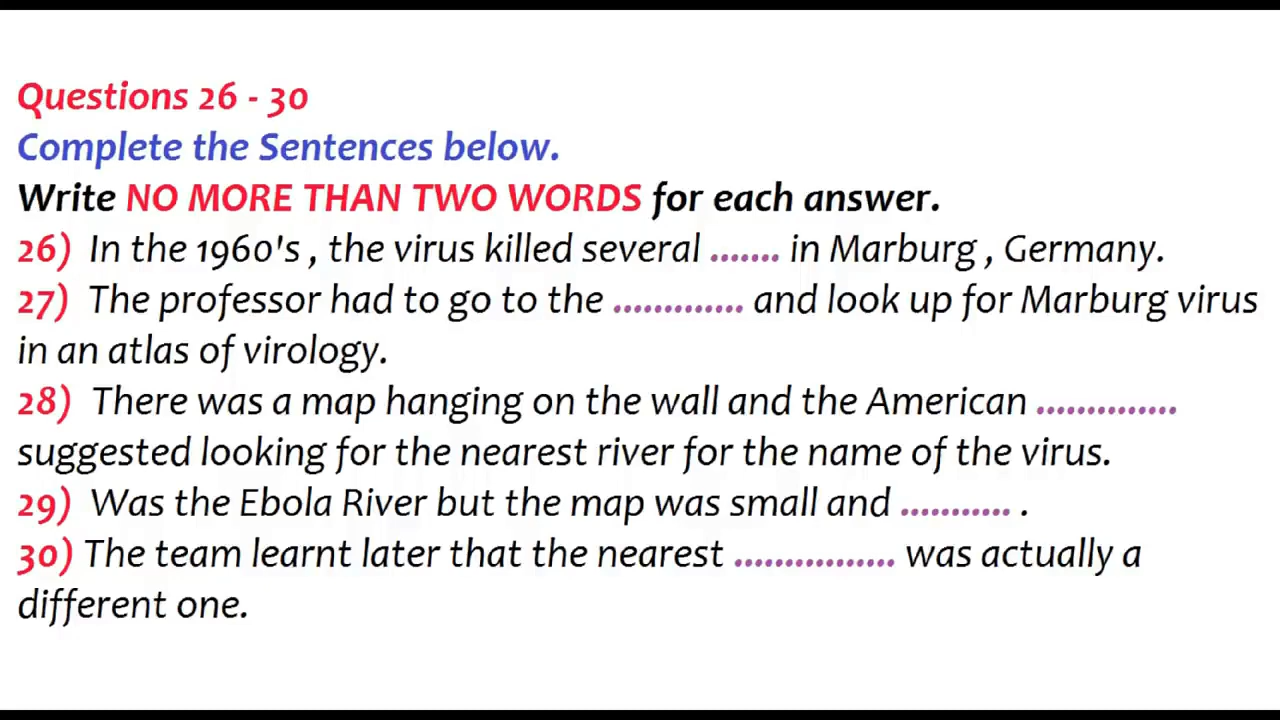 Questions 26 - 30
Complete the Sentences below.
Write NO MORE THAN TWO WORDS for each answer.
26) In the 1960's , the virus killed several ....... in Marburg , Germany.
27) The professor had to go to the ............. and look up for Marburg virus
in an atlas of virology.
28) There was a map hanging on the wall and the American ..............
suggested looking for the nearest river for the name of the virus.
29) Was the Ebola River but the map was small and ........... .
30) The team learnt later that the nearest ................ was actually a
different one.